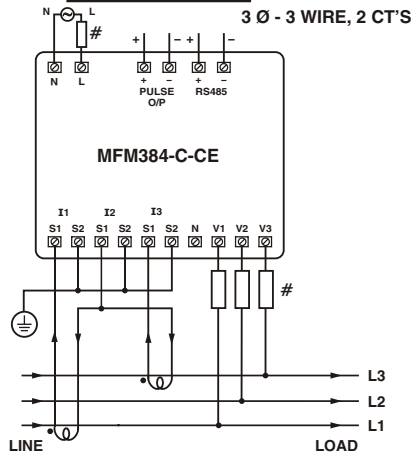 3 Ø - 3 WIRE, 2 CT'S
N L
#
+ − + −
N L + − + −
PULSE O/P RS485
MFM384-C-CE
I1 I2 I3
S1 S2 S1 S2 S1 S2 N V1 V2 V3
#
L3
L2
L1
LINE LOAD